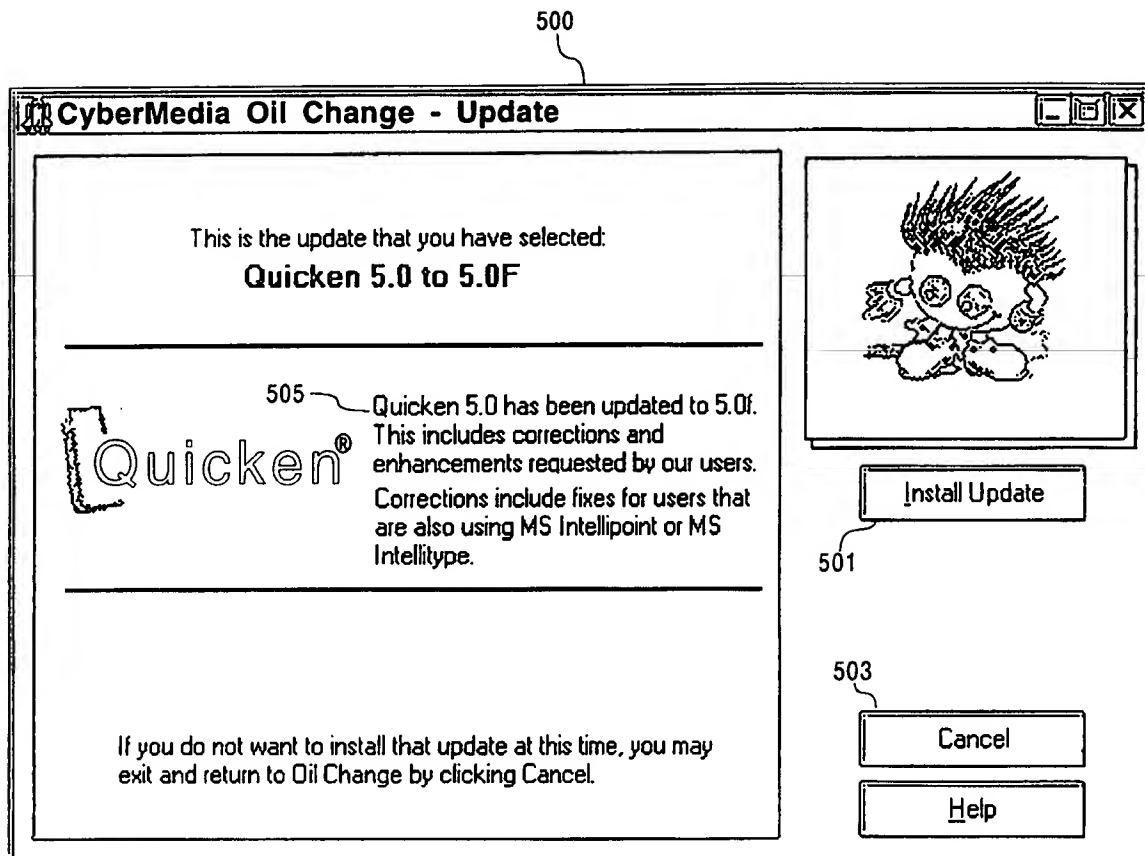 500
CyberMedia Oil Change - Update
This is the update that you have selected:
Quicken 5.0 to 5.0F
505
Quicken®
Quicken 5.0 has been updated to 5.0f.
This includes corrections and
enhancements requested by our users.
Corrections include fixes for users that
are also using MS Intellipoint or MS
Intellitype.
Install Update
501
503
If you do not want to install that update at this time, you may
exit and return to Oil Change by clicking Cancel.
Cancel
Help